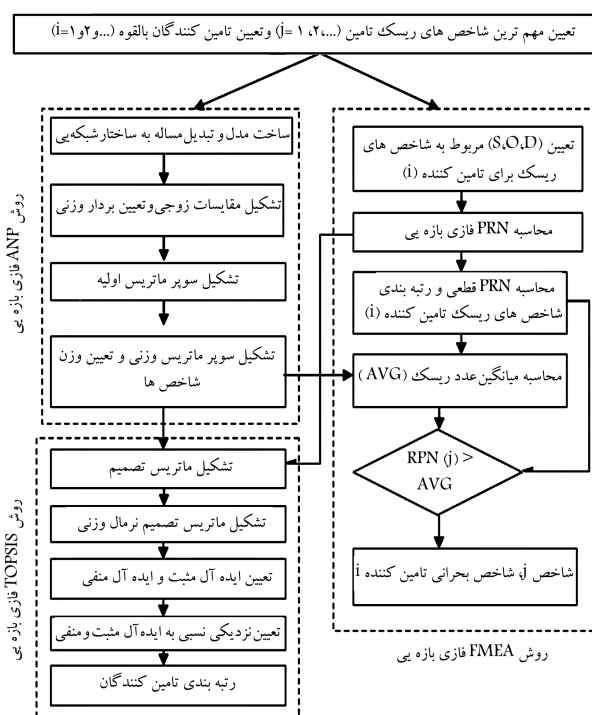 تعیین مهم ترین شاخص های ریسک تامین (...،۲، ۱ =j) وتعیین تامین کنندگان بالقوه (...و۲و۱=i)
ساخت مدل و تبدیل مساله به ساختار شبکه‌یی
تشکیل مقایسات زوجی وتعیین بردار وزنی
تشکیل سوپر ماتریس اولیه
تشکیل سوپر ماتریس وزنی و تعیین وزن
شاخص ها
روش ANP فازی بازه یی
تعیین (S،O،D) مربوط به شاخص های
ریسک برای تامین کننده (i)
محاسبه PRN فازی بازه یی
محاسبه PRN قطعی و رتبه بندی
شاخص های ریسک تامین کننده (i)
محاسبه میانگین عدد ریسک (AVG)
RPN (j) >
AVG
شاخص j، شاخص بحرانی تامین کننده i
روش FMEA فازی بازه یی
تشکیل ماتریس تصمیم
تشکیل ماتریس تصمیم نرمال وزنی
تعیین ایده آل مثبت و ایده آل منفی
تعیین نزدیکی نسبی به ایده آل مثبت و منفی
رتبه بندی تامین کنندگان
روش TOPSIS فازی بازه یی